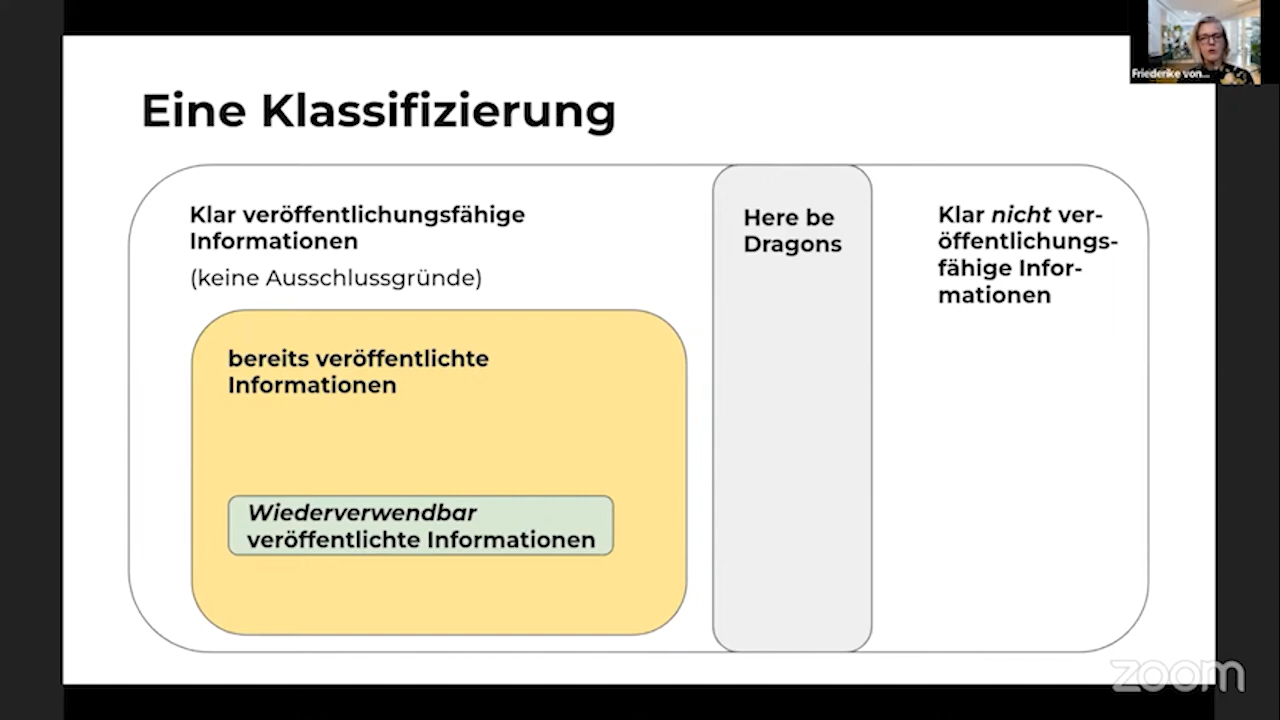 Friederike von...
Eine Klassifizierung
Klar veröffentlichungsfähige
Informationen
(keine Ausschlussgründe)
bereits veröffentlichte
Informationen
Wiederverwendbar
veröffentlichte Informationen
Here be
Dragons
Klar nicht ver-
öffentlichungs-
fähige Infor-
mationen
zoom